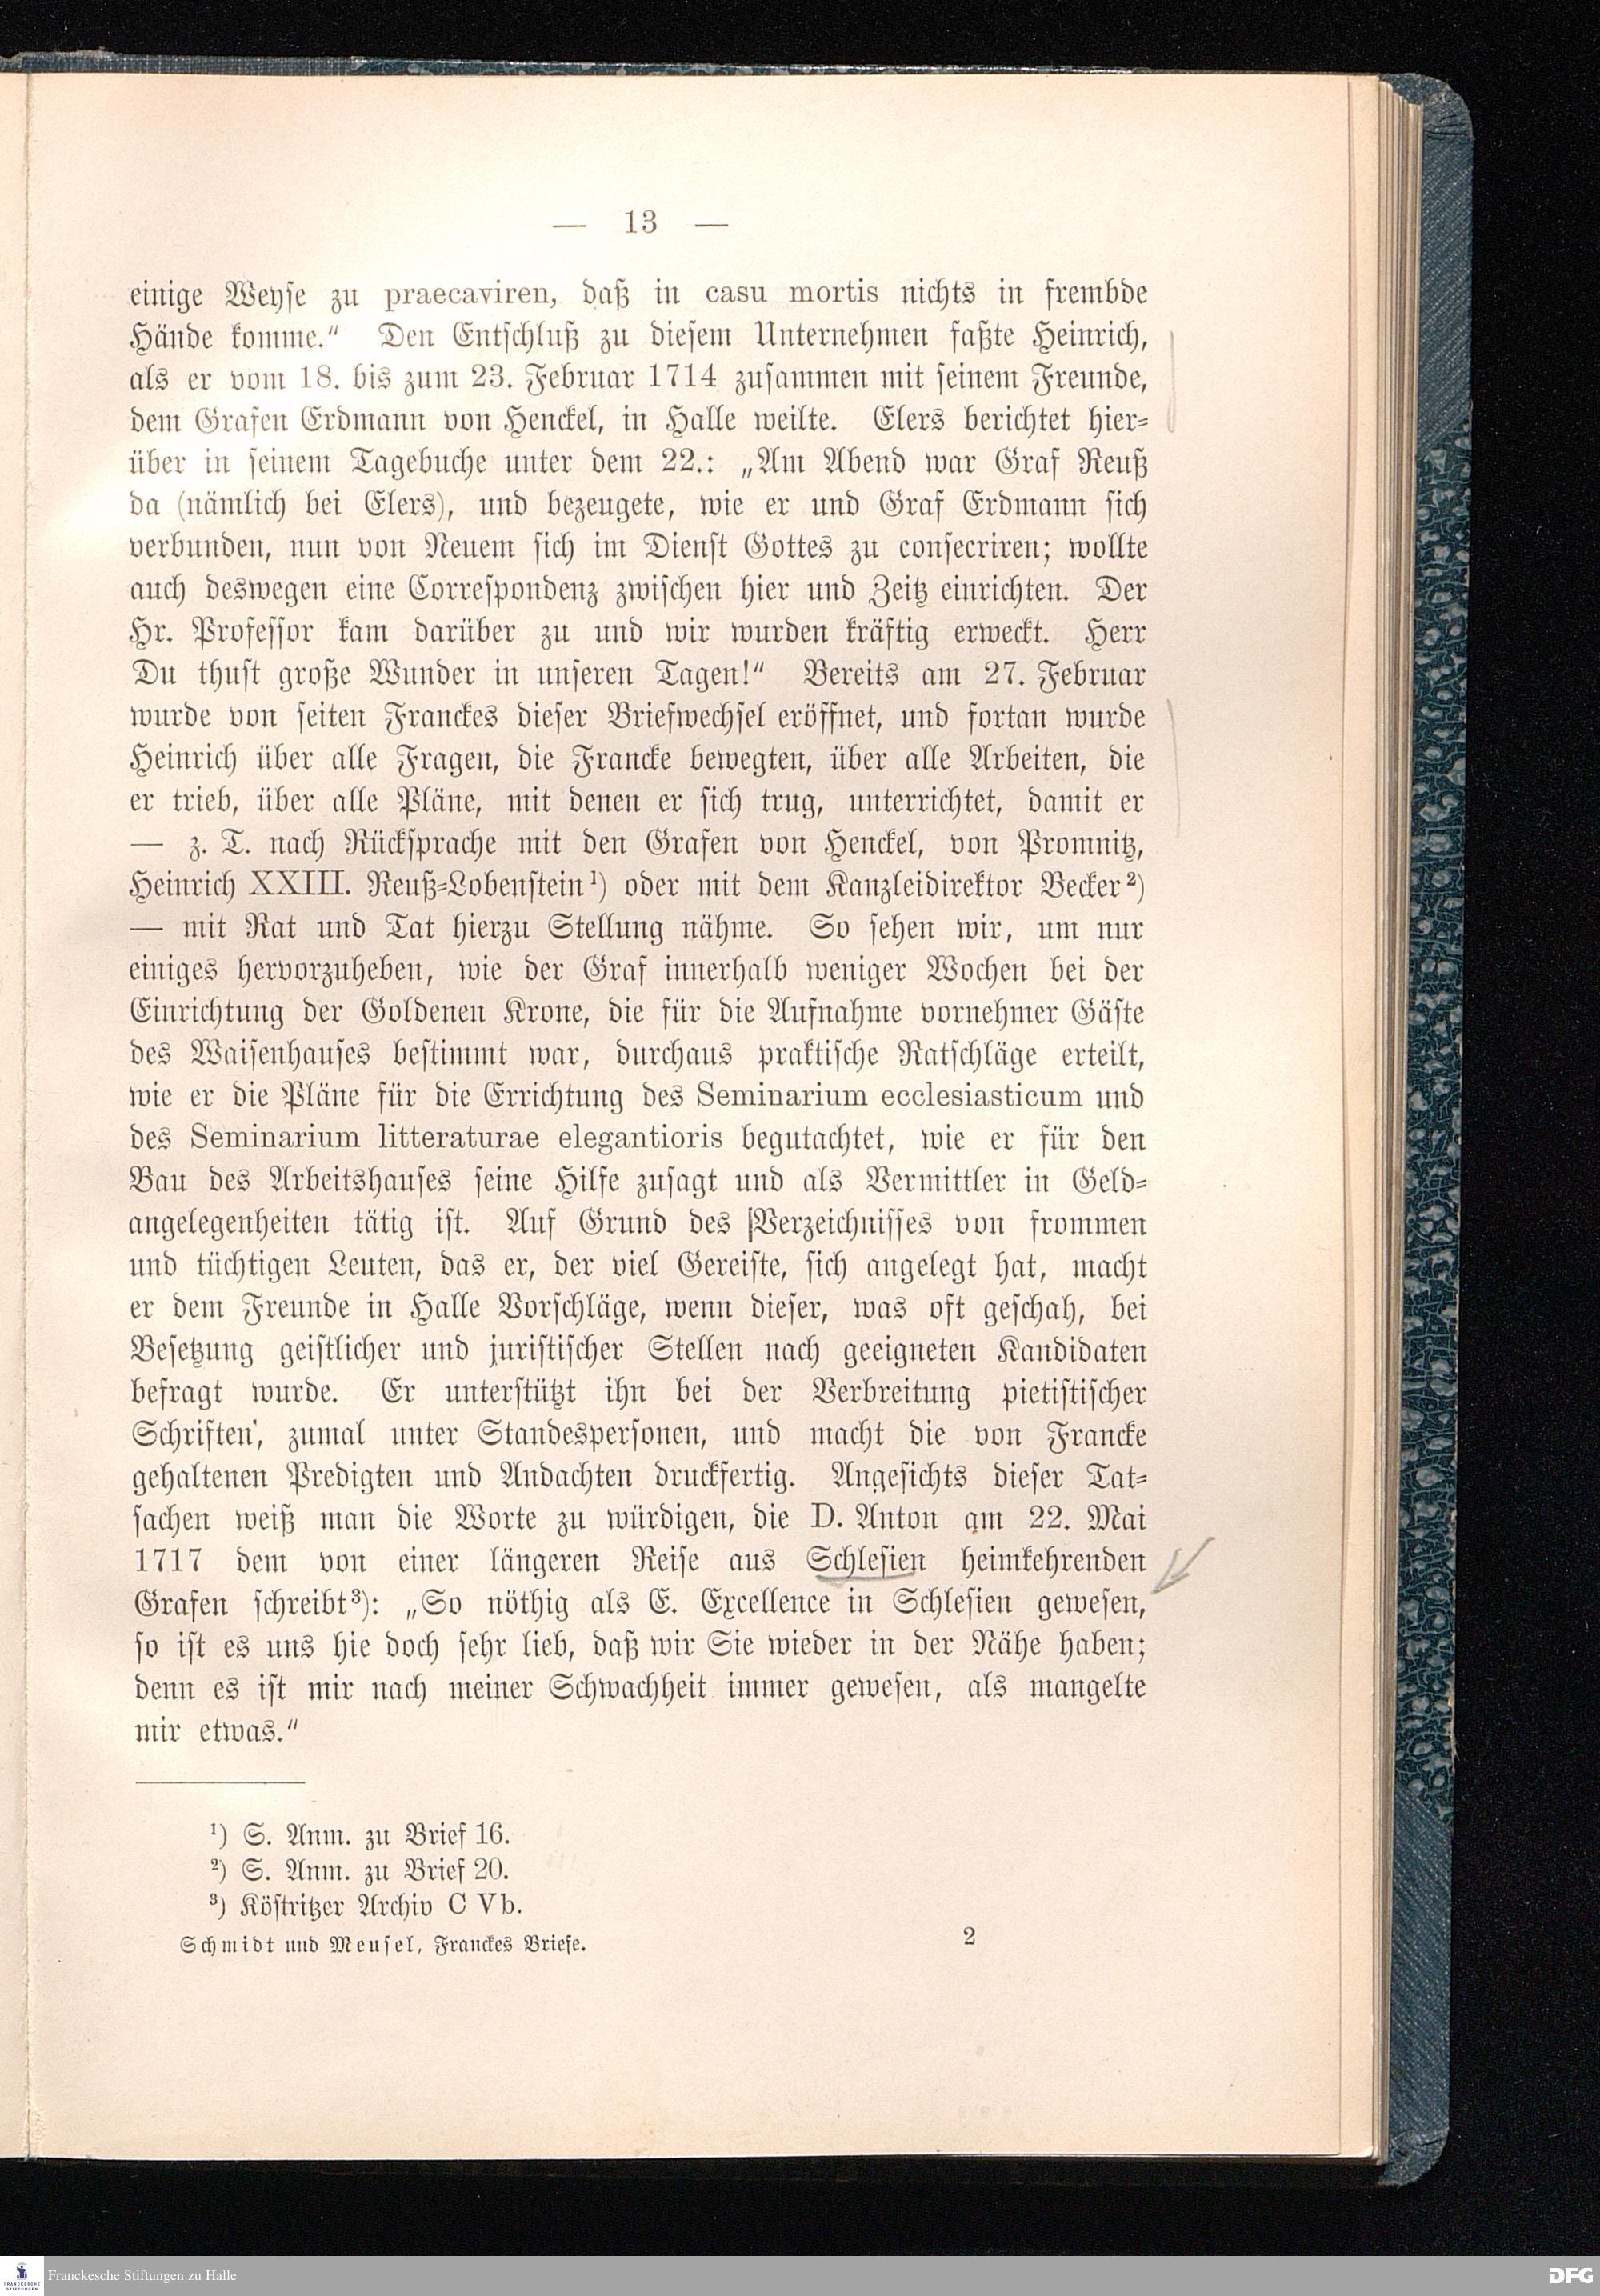 — 13 —
einige Weyse zu praecaviren, daß in casu mortis nichts in frembde
Hände komme.“ Den Entschluß zu diesem Unternehmen faßte Heinrich,
als er vom 18. bis zum 23. Februar 1714 zusammen mit seinem Freunde,
dem Grafen Erdmann von Henckel, in Halle weilte. Elers berichtet hier-
über in seinem Tagebuche unter dem 22.: „Am Abend war Graf Reuß
da (nämlich bei Elers), und bezeugete, wie er und Graf Erdmann sich
verbunden, nun von Neuem sich im Dienst Gottes zu consecriren; wollte
auch deswegen eine Correspondenz zwischen hier und Zeitz einrichten. Der
Hr. Professor kam darüber zu und wir wurden kräftig erweckt. Herr
Du thust große Wunder in unseren Tagen!“ Bereits am 27. Februar
wurde von seiten Franckes dieser Briefwechsel eröffnet, und fortan wurde
Heinrich über alle Fragen, die Francke bewegten, über alle Arbeiten, die
er trieb, über alle Pläne, mit denen er sich trug, unterrichtet, damit er
— z. T. nach Rücksprache mit den Grafen von Henckel, von Promnitz,
Heinrich XXIII. Reuß-Lobenstein¹) oder mit dem Kanzleidirektor Becker²)
— mit Rat und Tat hierzu Stellung nähme. So sehen wir, um nur
einiges hervorzuheben, wie der Graf innerhalb weniger Wochen bei der
Einrichtung der Goldenen Krone, die für die Aufnahme vornehmer Gäste
des Waisenhauses bestimmt war, durchaus praktische Ratschläge erteilt,
wie er die Pläne für die Errichtung des Seminarium ecclesiasticum und
des Seminarium litteraturae elegantioris begutachtet, wie er für den
Bau des Arbeitshauses seine Hilfe zusagt und als Vermittler in Geld-
angelegenheiten tätig ist. Auf Grund des Verzeichnisses von frommen
und tüchtigen Leuten, das er, der viel Gereiste, sich angelegt hat, macht
er dem Freunde in Halle Vorschläge, wenn dieser, was oft geschah, bei
Besetzung geistlicher und juristischer Stellen nach geeigneten Kandidaten
befragt wurde. Er unterstützt ihn bei der Verbreitung pietistischer
Schriften, zumal unter Standespersonen, und macht die von Francke
gehaltenen Predigten und Andachten druckfertig. Angesichts dieser Tat-
sachen weiß man die Worte zu würdigen, die D. Anton am 22. Mai
1717 dem von einer längeren Reise aus Schlesien heimkehrenden
Grafen schreibt³): „So nöthig als E. Excellence in Schlesien gewesen,
so ist es uns hie doch sehr lieb, daß wir Sie wieder in der Nähe haben;
denn es ist mir nach meiner Schwachheit immer gewesen, als mangelte
mir etwas.“
¹) S. Anm. zu Brief 16.
²) S. Anm. zu Brief 20.
³) Köstritzer Archiv C Vb.
Schmidt und Meusel, Franckes Briefe. 2
FRANCKESCHE
STIFTUNGEN
Franckesche Stiftungen zu Halle
DFG